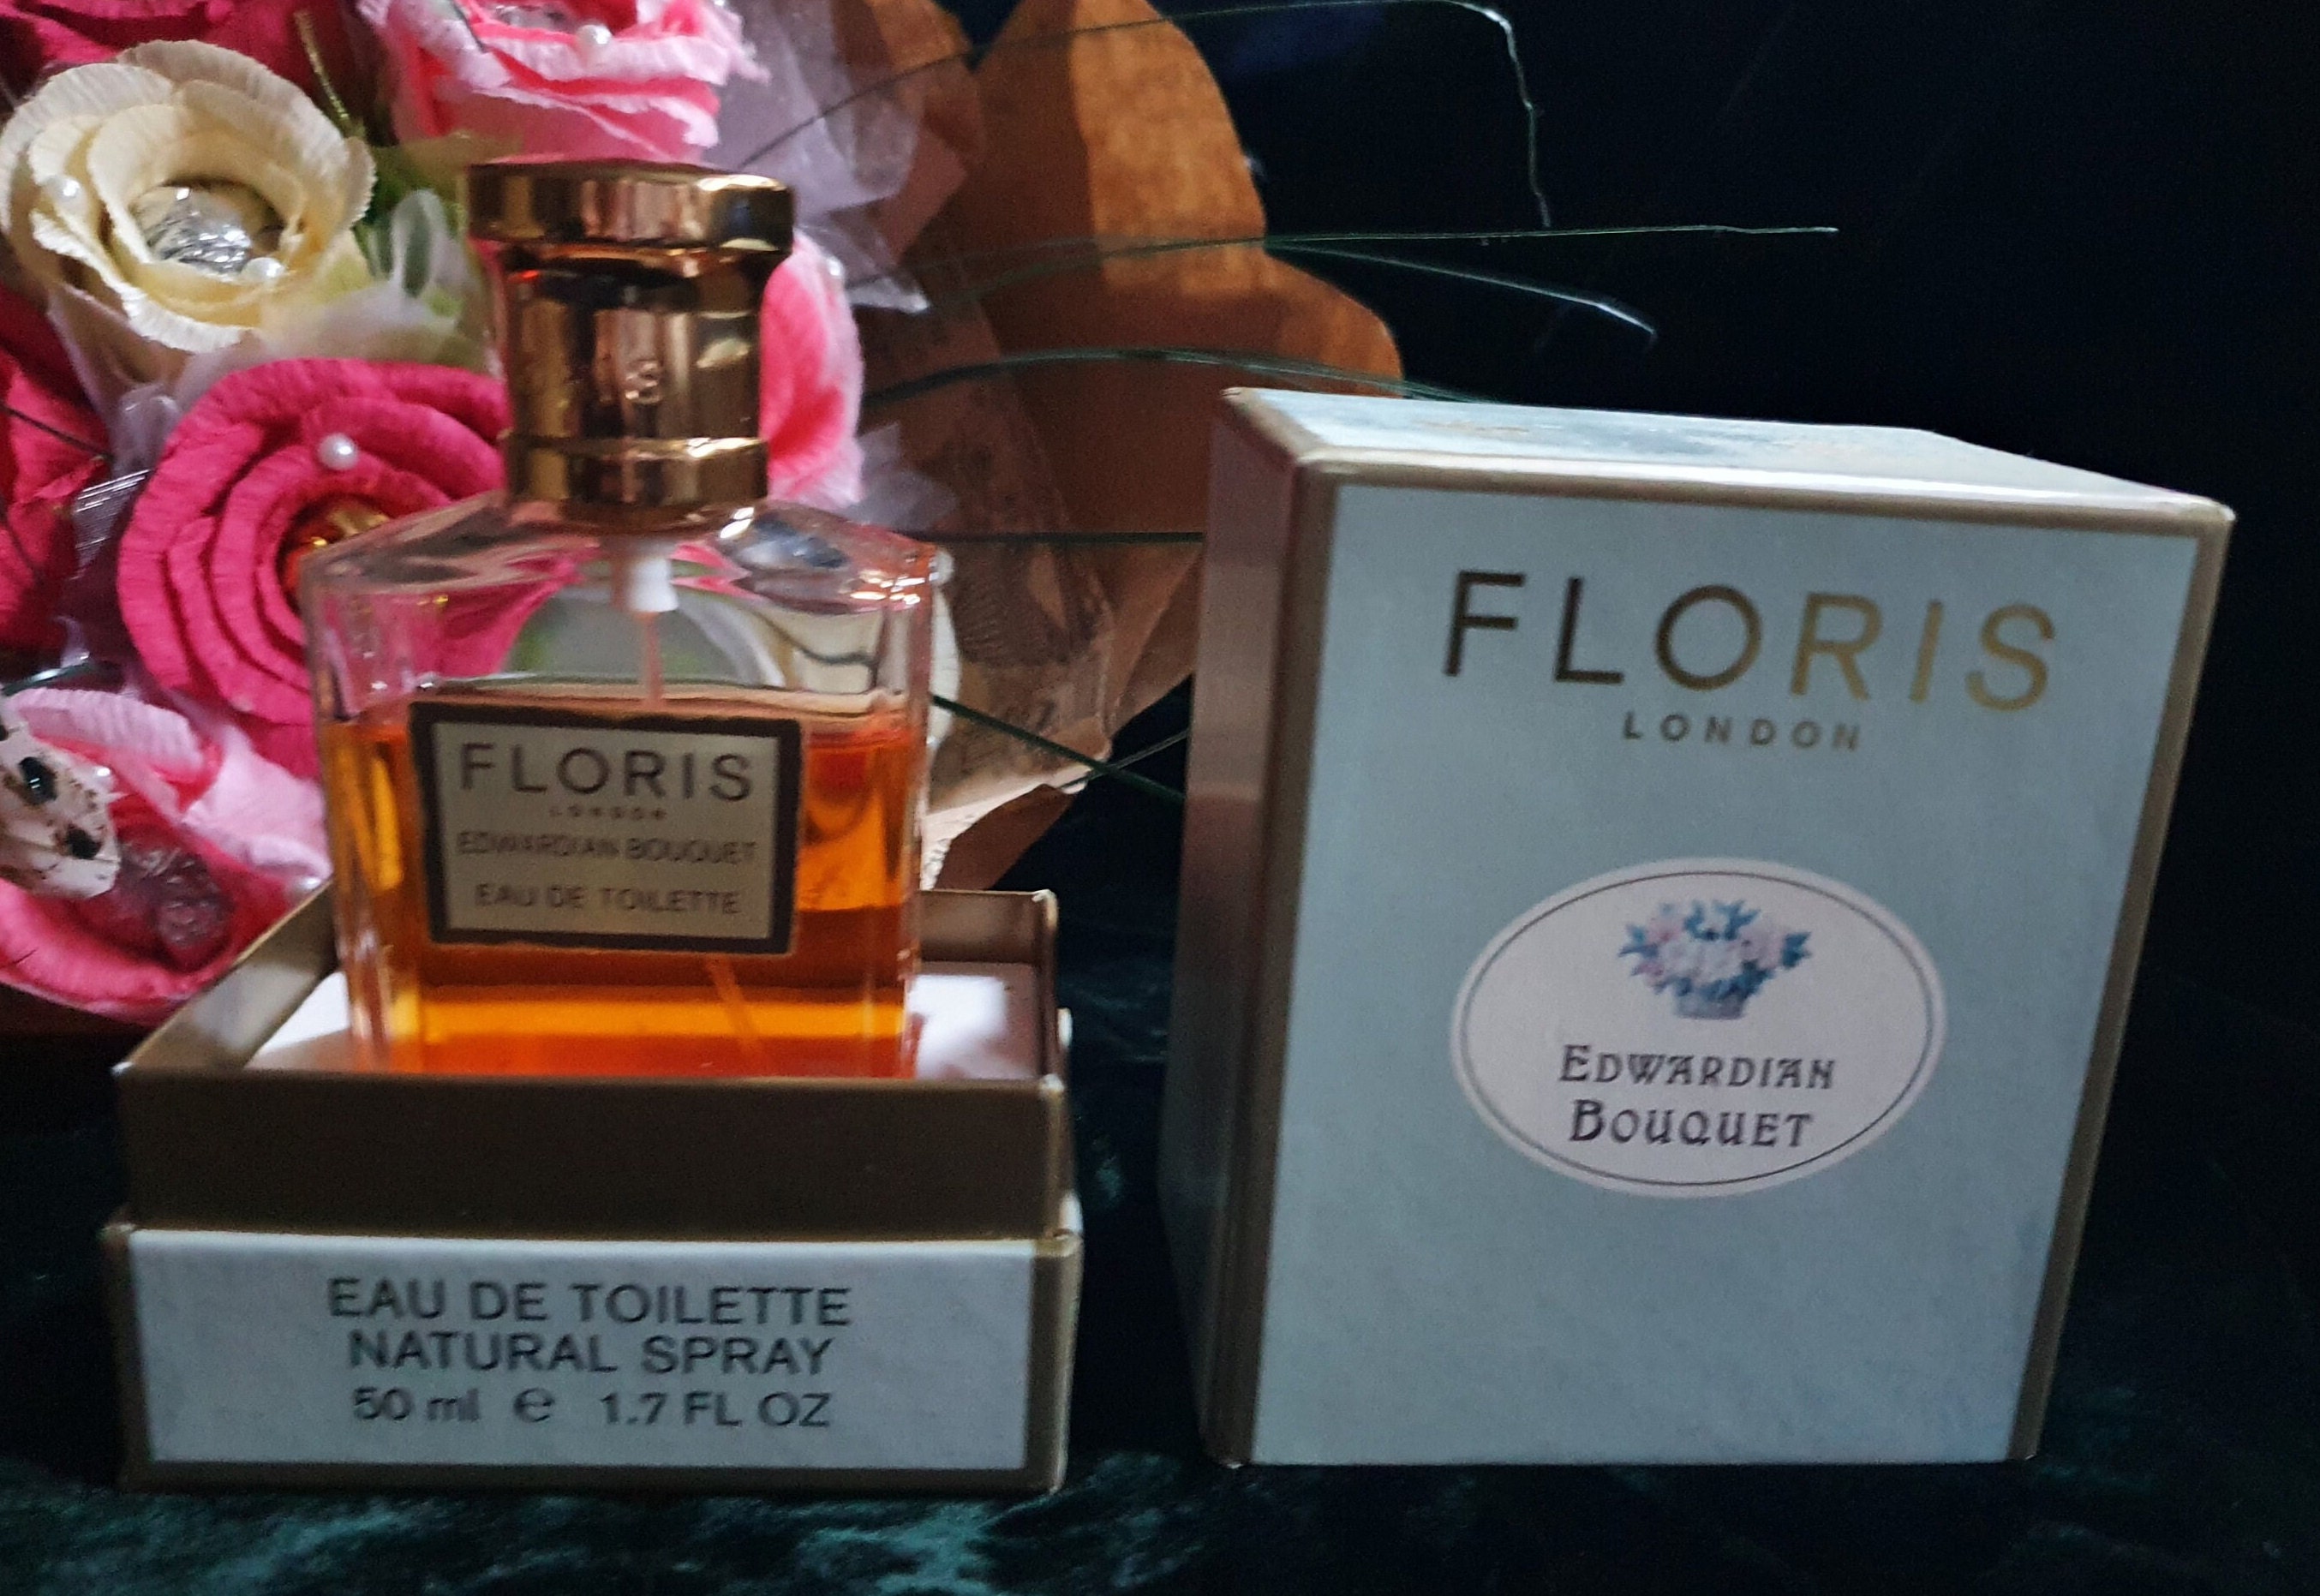 FLORIS
LONDON
EDWARDIAN BOUQUET
EAU DE TOILETTE
EAU DE TOILETTE
NATURAL SPRAY
50 ml ℮ 1.7 FL OZ
FLORIS
LONDON
EDWARDIAN
BOUQUET